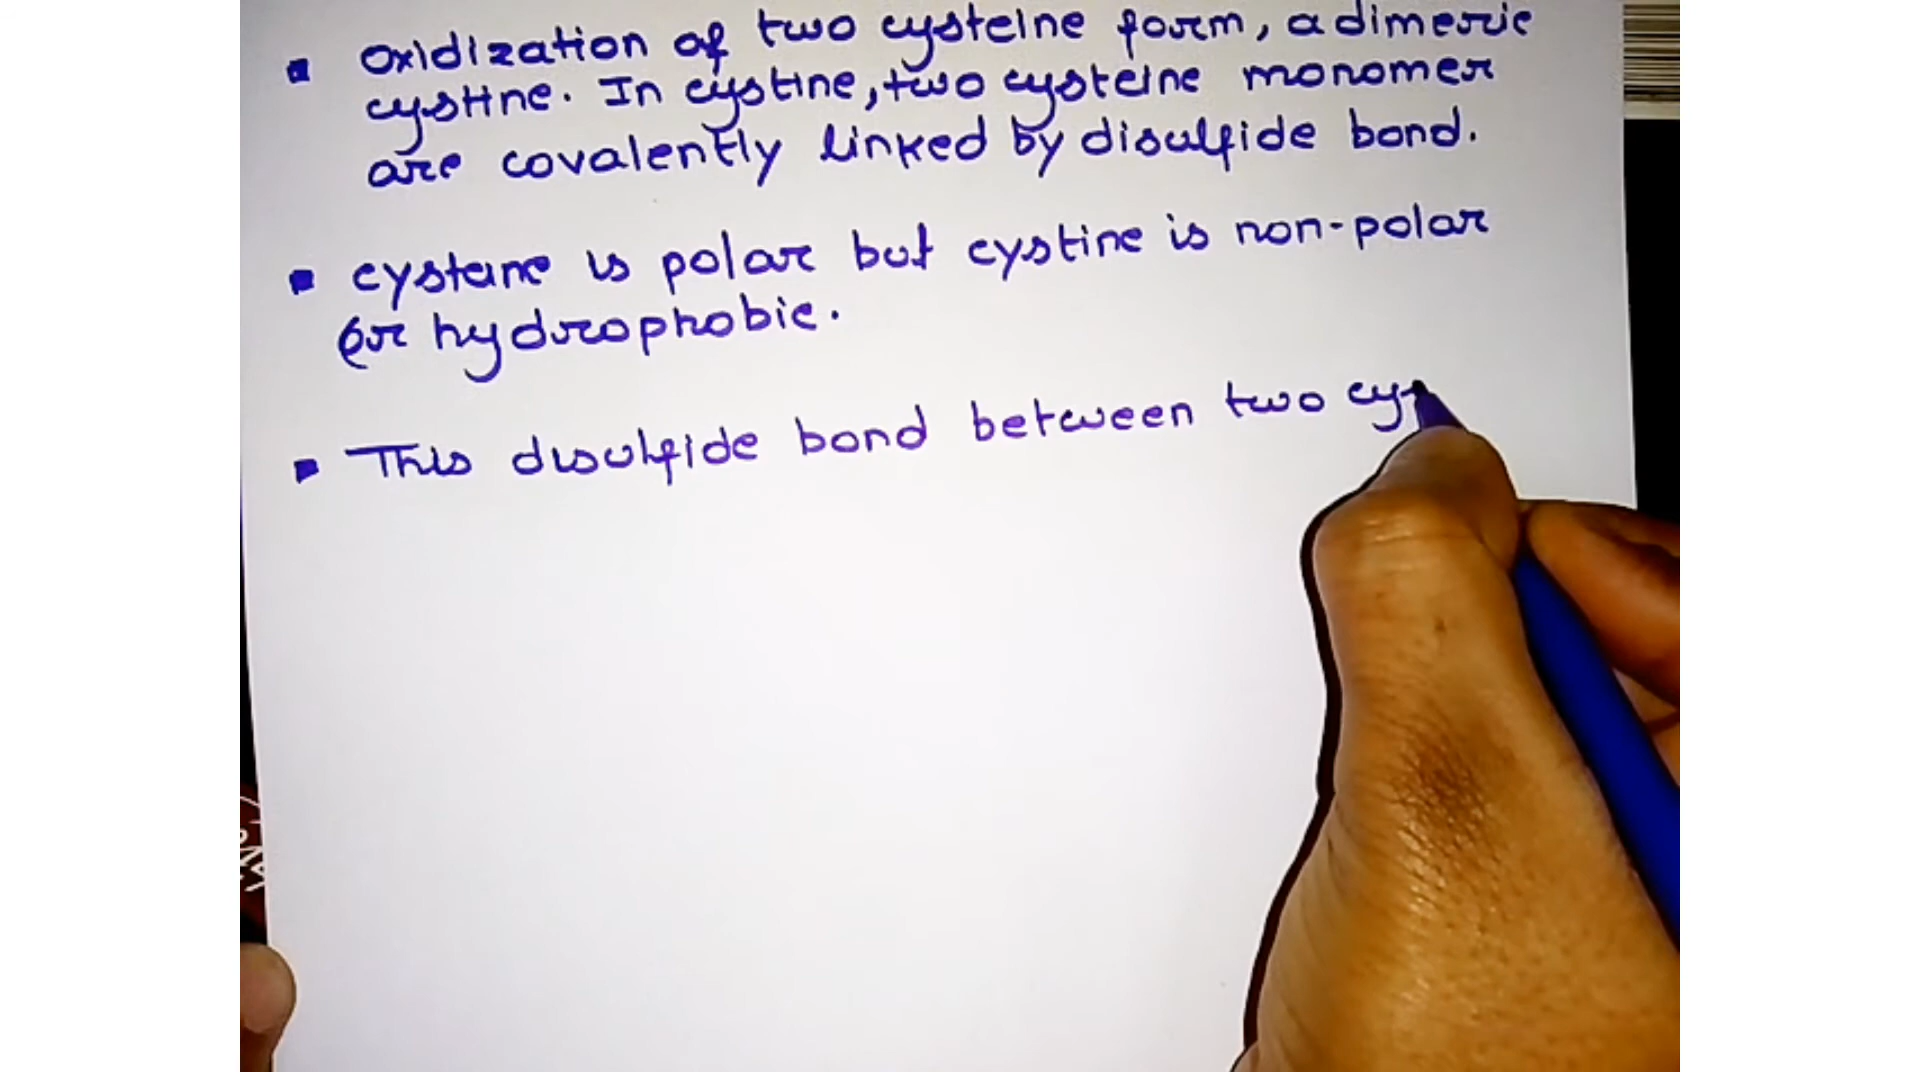 ▪ Oxidization of two cysteine form, a dimeric
cystine. In cystine, two cysteine monomer
are covalently linked by disulfide bond.
▪ cysteine is polar but cystine is non-polar
or hydrophobic.
▪ This disulfide bond between two cys